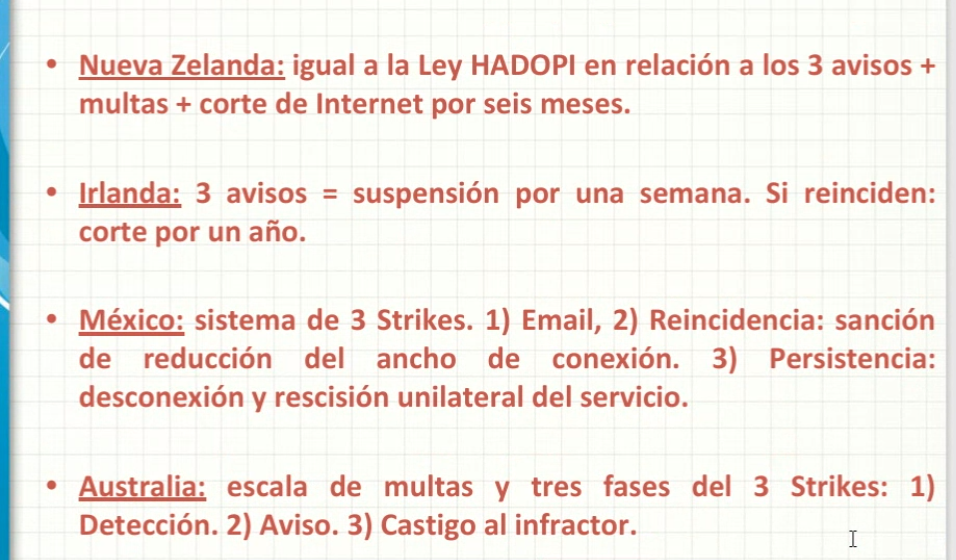 • Nueva Zelanda: igual a la Ley HADOPI en relación a los 3 avisos +
multas + corte de Internet por seis meses.
• Irlanda: 3 avisos = suspensión por una semana. Si reinciden:
corte por un año.
• México: sistema de 3 Strikes. 1) Email, 2) Reincidencia: sanción
de reducción del ancho de conexión. 3) Persistencia:
desconexión y rescisión unilateral del servicio.
• Australia: escala de multas y tres fases del 3 Strikes: 1)
Detección. 2) Aviso. 3) Castigo al infractor.